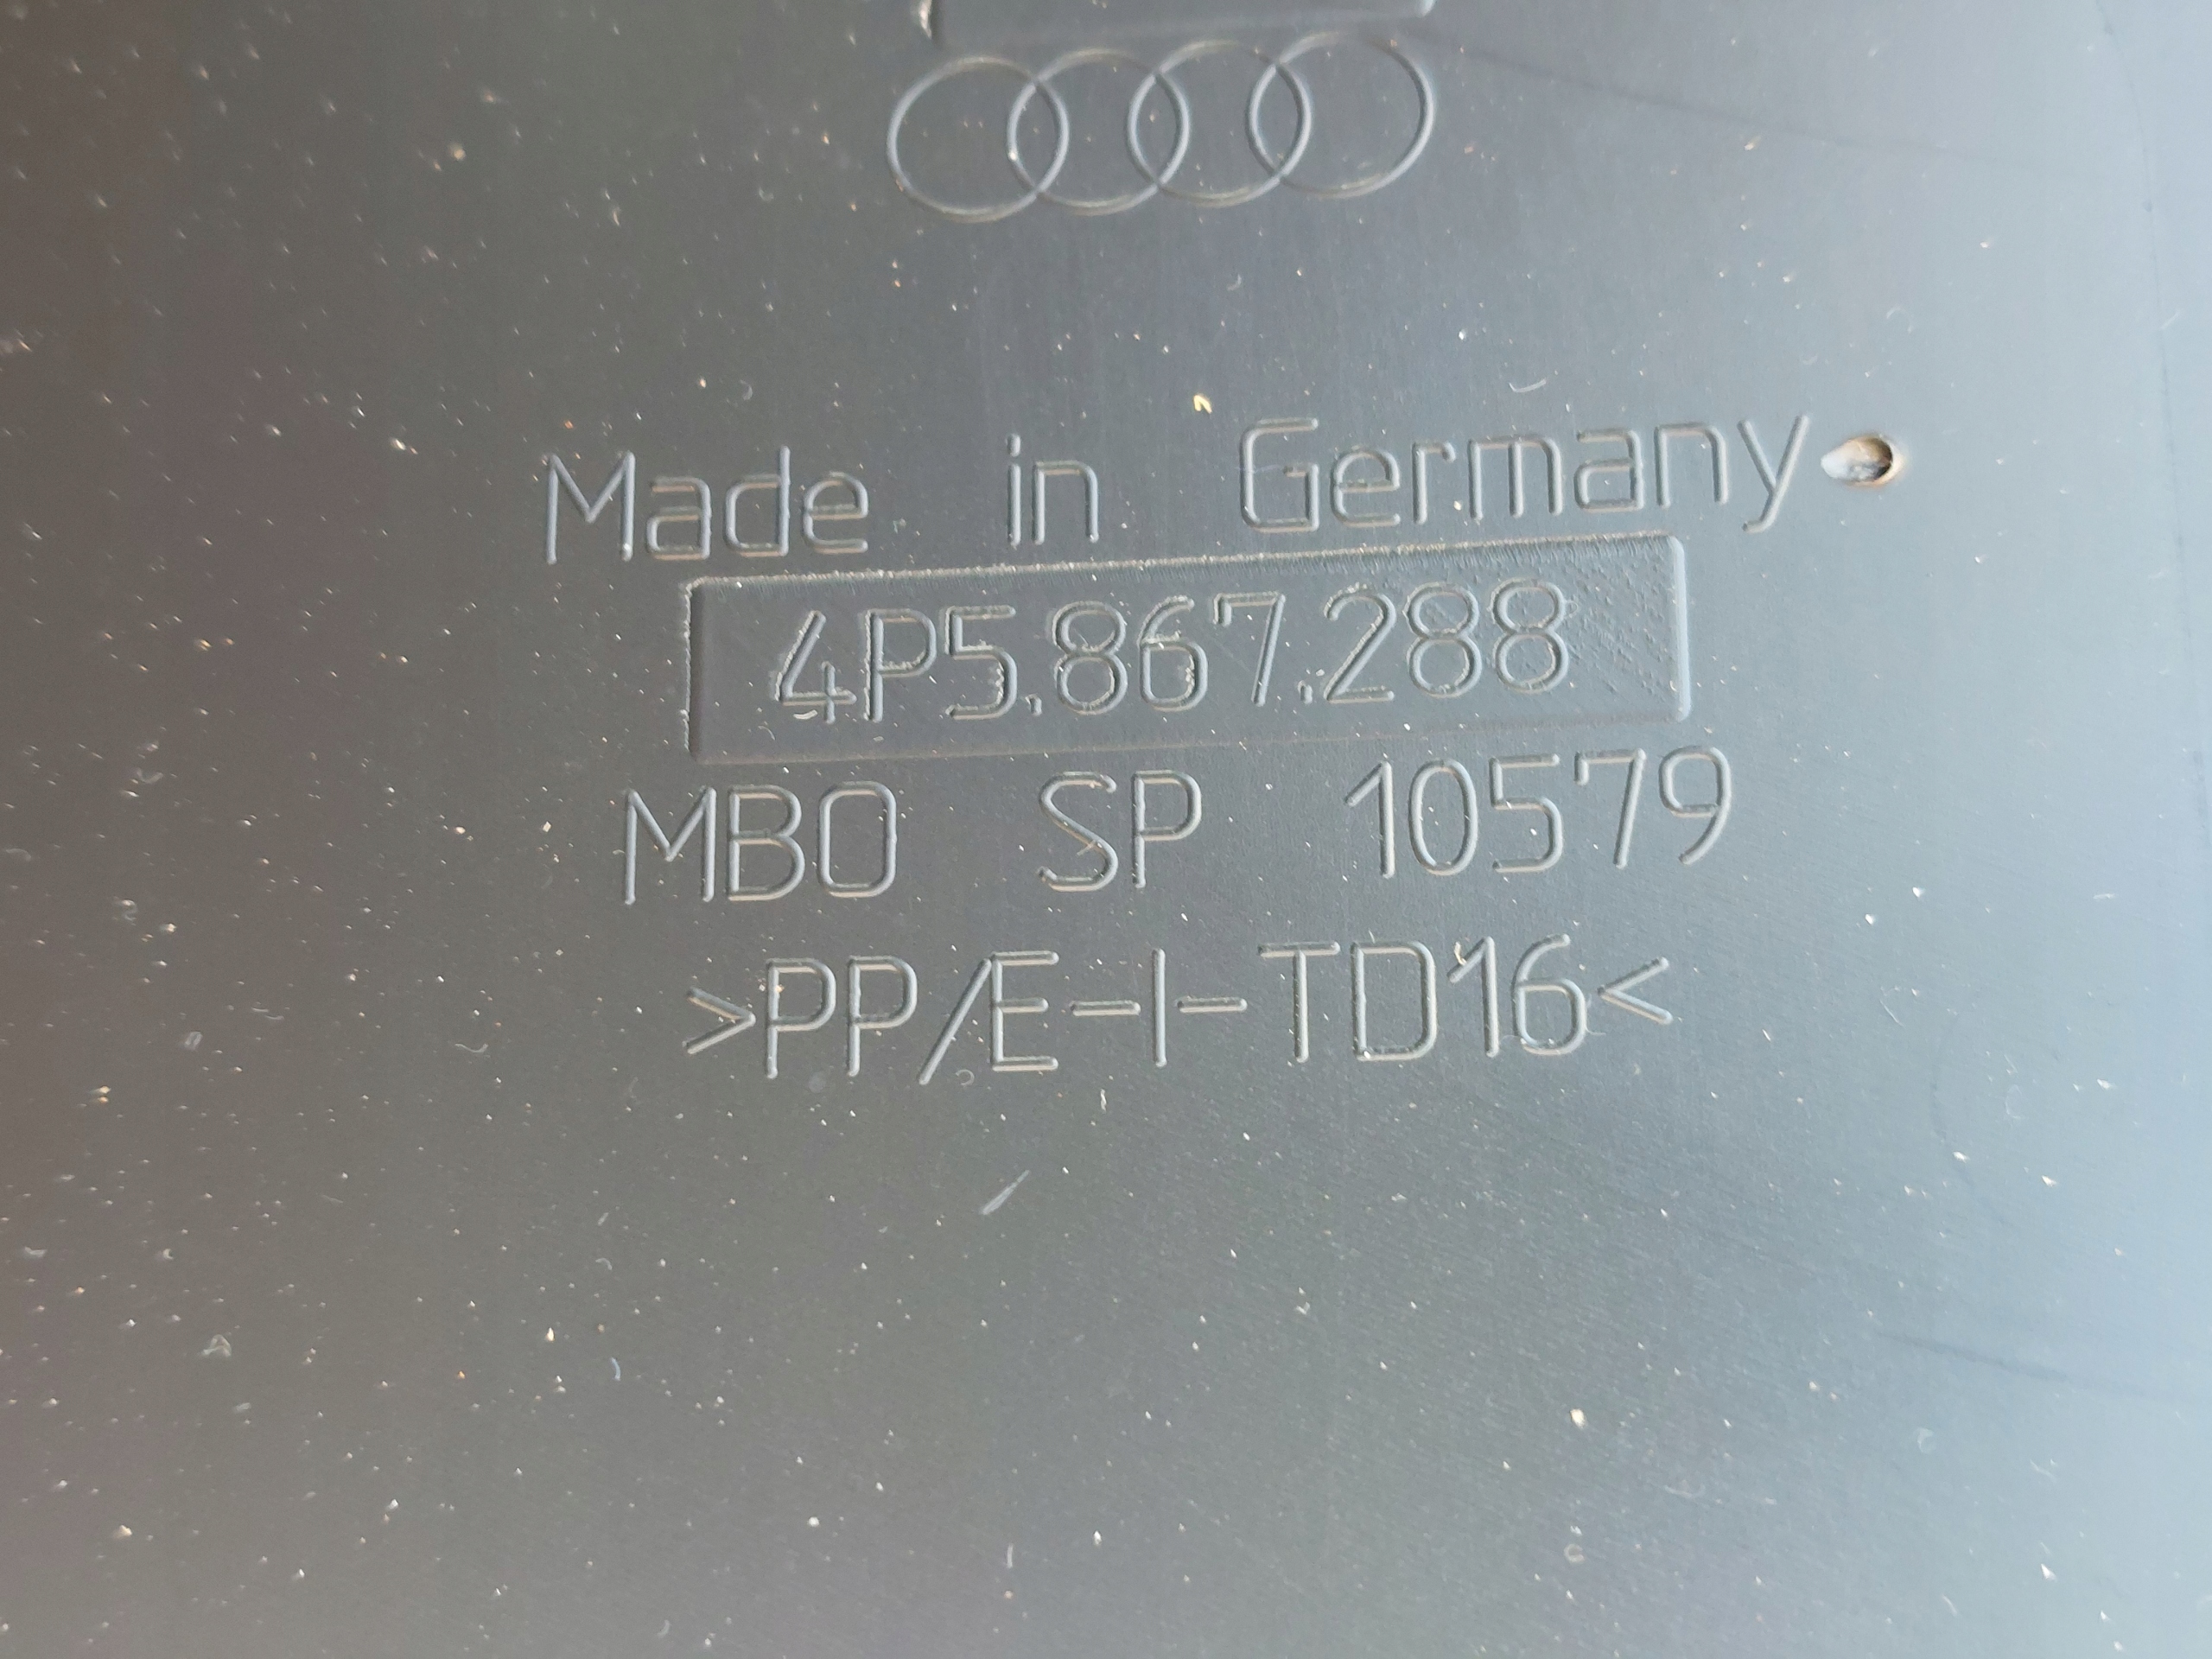 Made in Germany
4P5.867.288
MBO SP 10579
>PP/E-I-TD16<